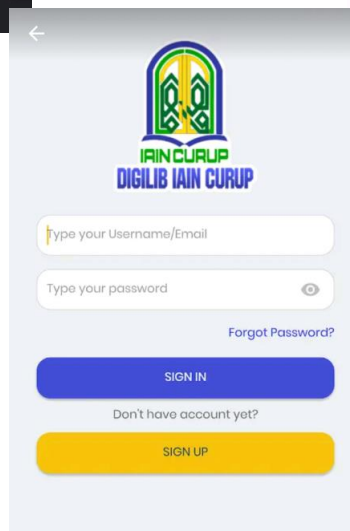 IAIN CURUP
DIGILIB IAIN CURUP
Type your Username/Email
Type your password
Forgot Password?
SIGN IN
Don't have account yet?
SIGN UP